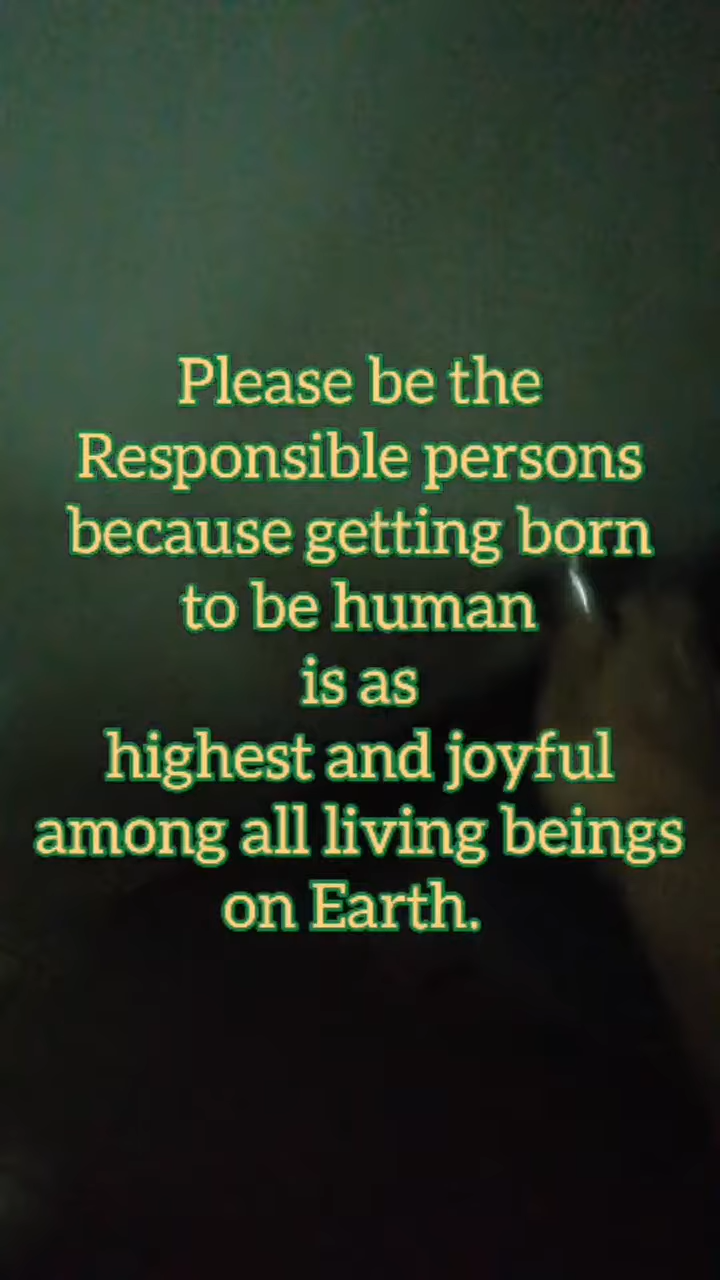 Please be the
Responsible persons
because getting born
to be human
is as
highest and joyful
among all living beings
on Earth.